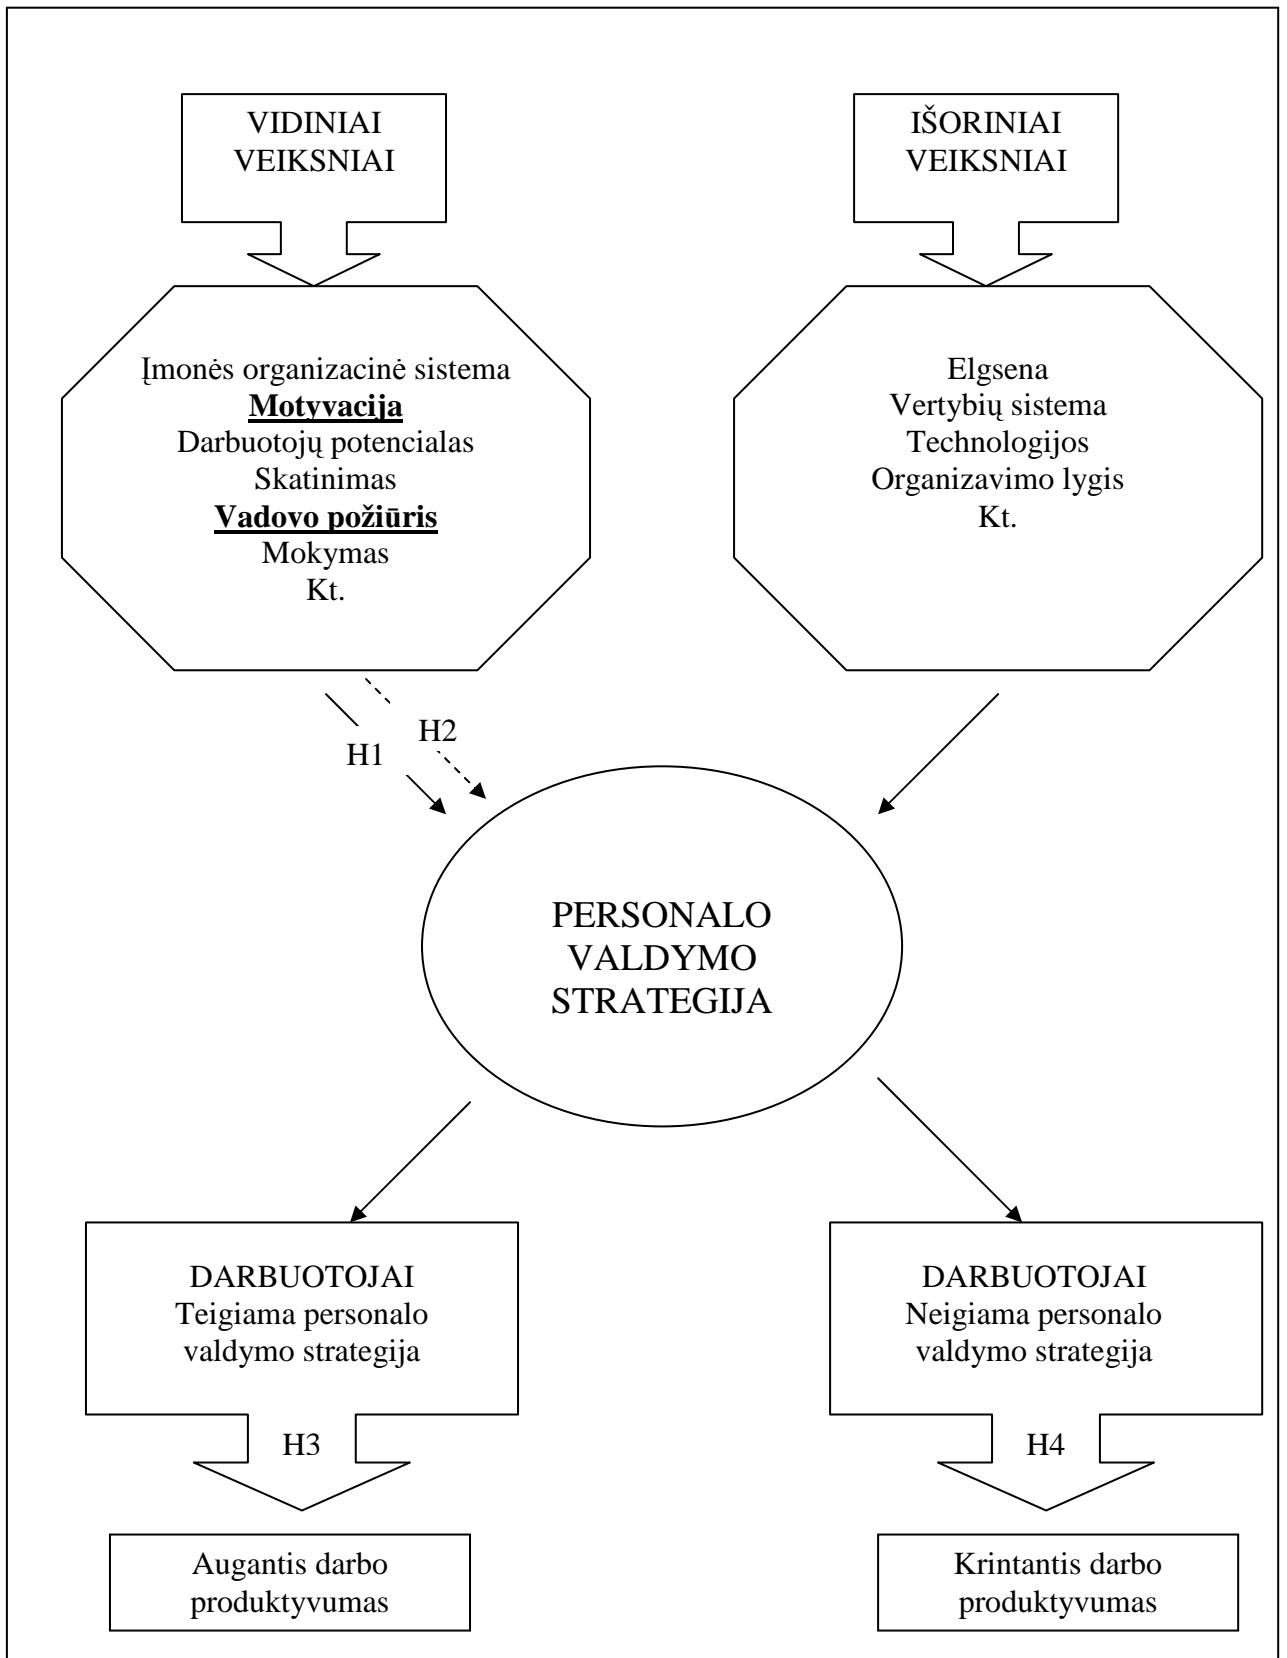 VIDINIAI
VEIKSNIAI
IŠORINIAI
VEIKSNIAI
Įmonės organizacinė sistema
Motyvacija
Darbuotojų potencialas
Skatinimas
Vadovo požiūris
Mokymas
Kt.
Elgsena
Vertybių sistema
Technologijos
Organizavimo lygis
Kt.
H1
H2
PERSONALO
VALDYMO
STRATEGIJA
DARBUOTOJAI
Teigiama personalo
valdymo strategija
DARBUOTOJAI
Neigiama personalo
valdymo strategija
H3
H4
Augantis darbo
produktyvumas
Krintantis darbo
produktyvumas